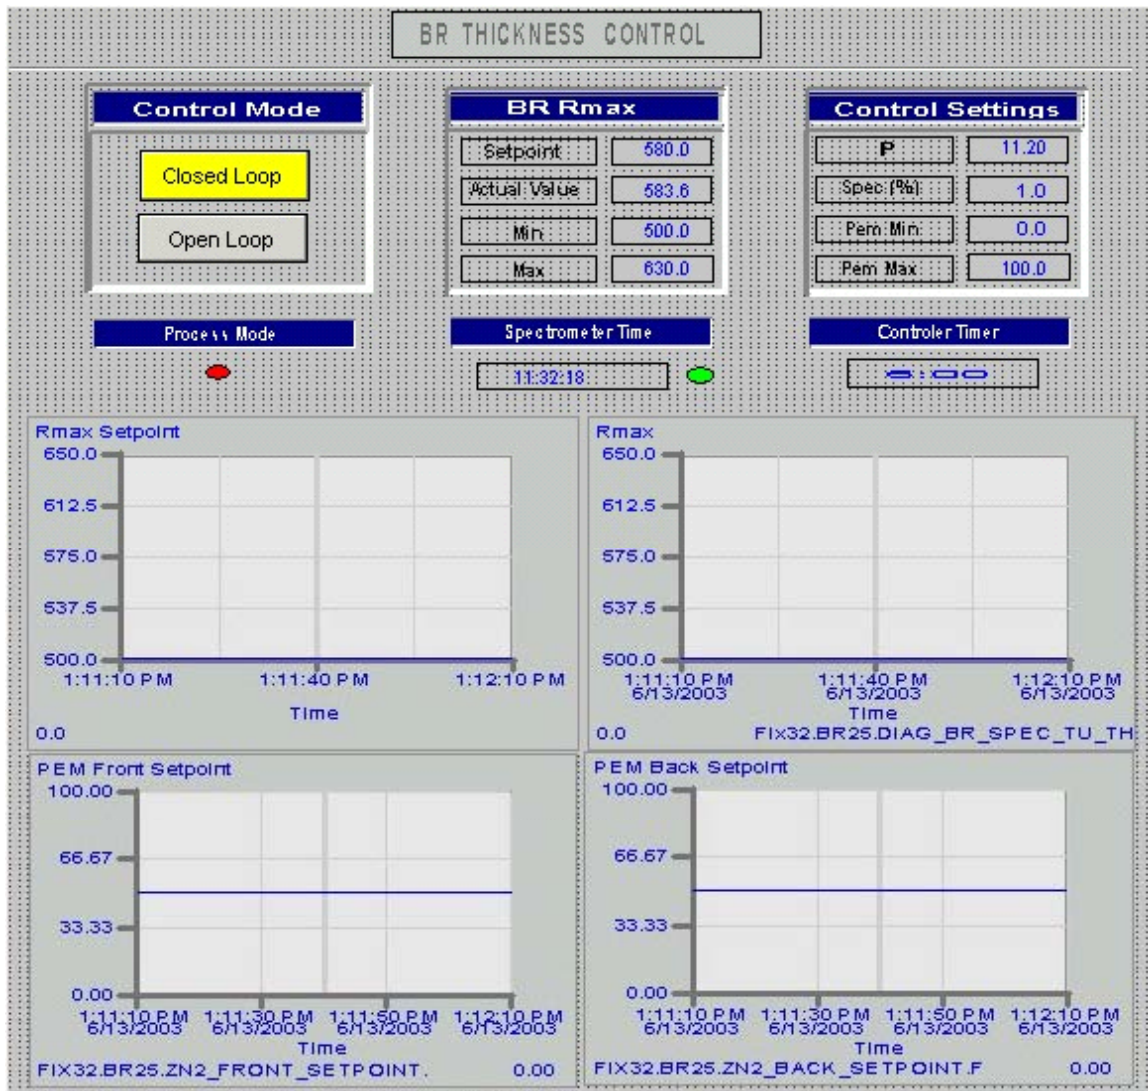 BR THICKNESS CONTROL
Control Mode
Closed Loop
Open Loop
BR Rmax
Setpoint 580.0
Actual Value 583.6
Min 500.0
Max 630.0
Control Settings
P 11.20
Spec (%) 1.0
Pem Min 0.0
Pem Max 100.0
Process Mode
Spectrometer Time
11:32:18
Controler Timer
Rmax Setpoint
650.0
612.5
575.0
537.5
500.0
1:11:10 PM 1:11:40 PM 1:12:10 PM
Time
0.0
Rmax
650.0
612.5
575.0
537.5
500.0
1:11:10 PM 1:11:40 PM 1:12:10 PM
6/13/2003 6/13/2003 6/13/2003
Time
0.0 FIX32.BR25.DIAG_BR_SPEC_TU_TH
PEM Front Setpoint
100.00
66.67
33.33
0.00
1:11:10 PM 1:11:30 PM 1:11:50 PM 1:12:10 PM
6/13/2003 6/13/2003 6/13/2003 6/13/2003
Time
FIX32.BR25.ZN2_FRONT_SETPOINT. 0.00
PEM Back Setpoint
100.00
66.67
33.33
0.00
1:11:10 PM 1:11:30 PM 1:11:50 PM 1:12:10 PM
6/13/2003 6/13/2003 6/13/2003 6/13/2003
Time
FIX32.BR25.ZN2_BACK_SETPOINT.F 0.00